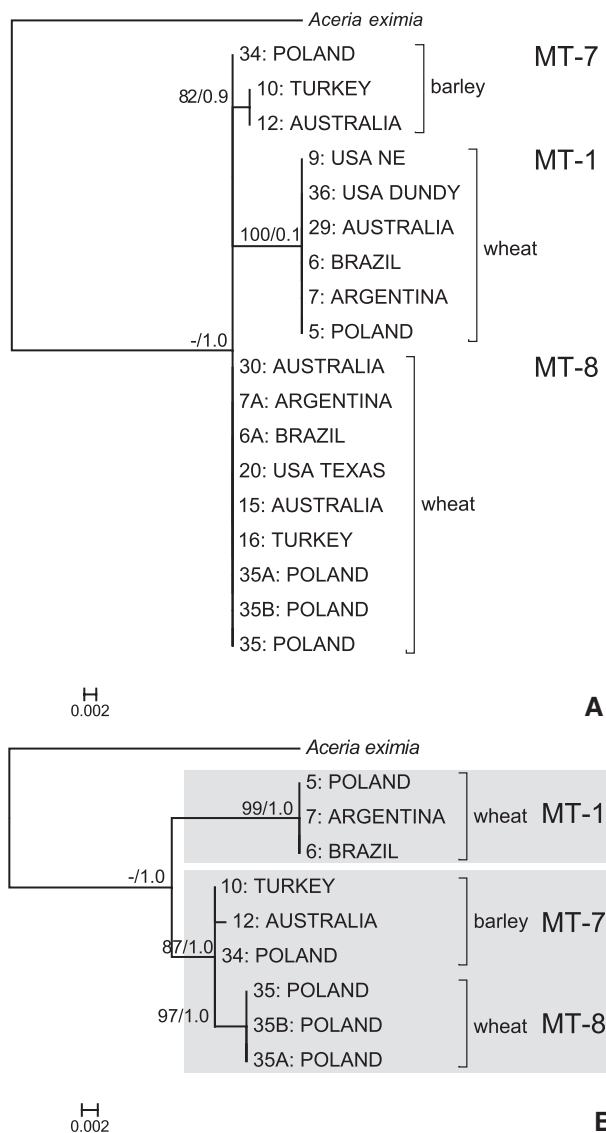 Aceria eximia
34: POLAND MT-7
82/0.9 10: TURKEY barley
12: AUSTRALIA
9: USA NE MT-1
36: USA DUNDY
100/0.1 29: AUSTRALIA
wheat
6: BRAZIL
7: ARGENTINA
5: POLAND
-/1.0
30: AUSTRALIA MT-8
7A: ARGENTINA
6A: BRAZIL
20: USA TEXAS
15: AUSTRALIA wheat
16: TURKEY
35A: POLAND
35B: POLAND
35: POLAND
0.002 A
Aceria eximia
5: POLAND
99/1.0 7: ARGENTINA wheat MT-1
6: BRAZIL
-/1.0 10: TURKEY
12: AUSTRALIA barley MT-7
87/1.0 34: POLAND
35: POLAND
97/1.0 35B: POLAND wheat MT-8
35A: POLAND
0.002